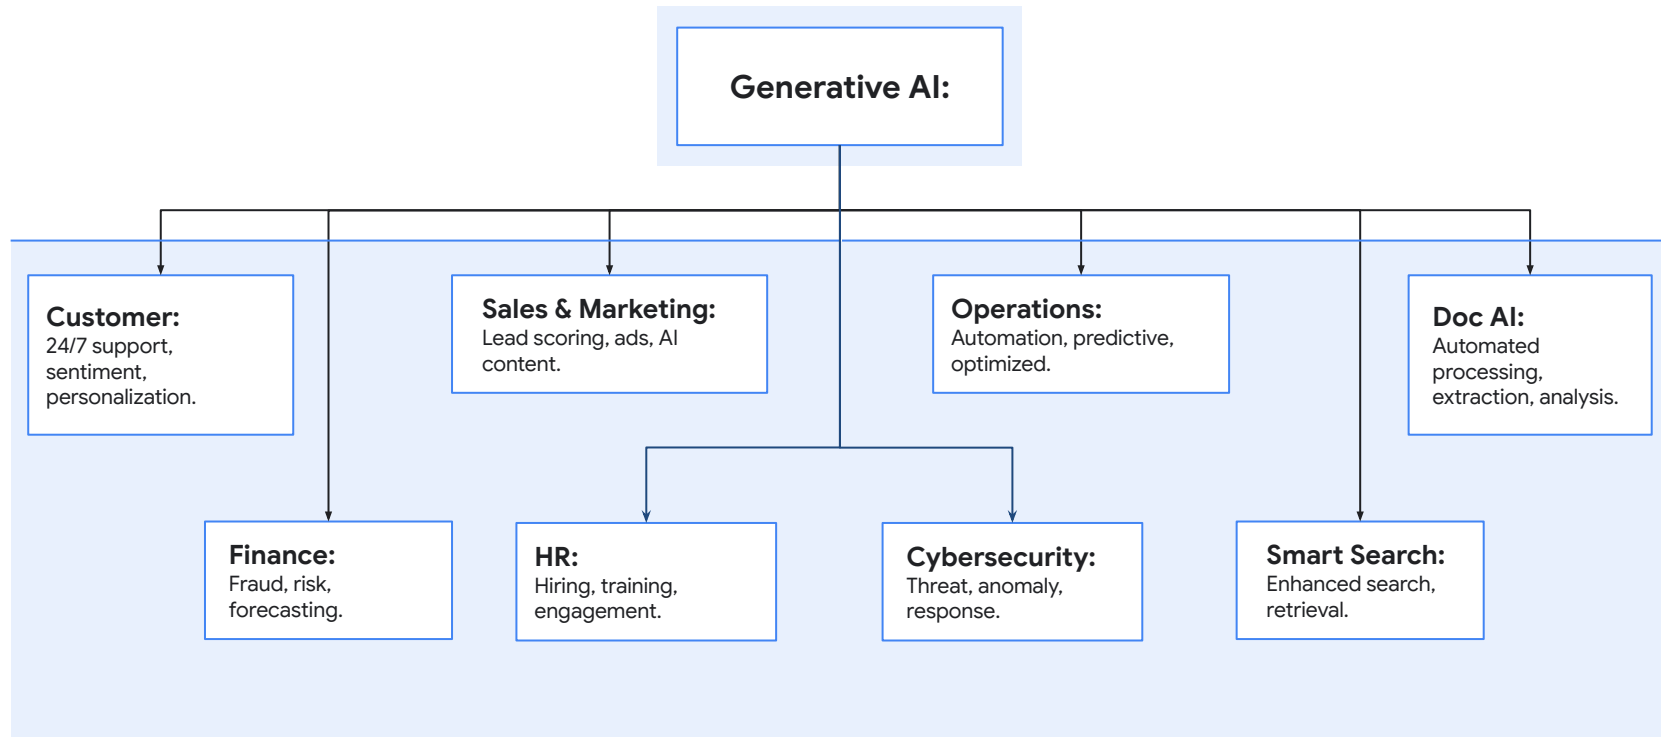 Generative AI:
Customer:
24/7 support,
sentiment,
personalization.
Sales & Marketing:
Lead scoring, ads, AI
content.
Operations:
Automation, predictive,
optimized.
Doc AI:
Automated
processing,
extraction, analysis.
Finance:
Fraud, risk,
forecasting.
HR:
Hiring, training,
engagement.
Cybersecurity:
Threat, anomaly,
response.
Smart Search:
Enhanced search,
retrieval.